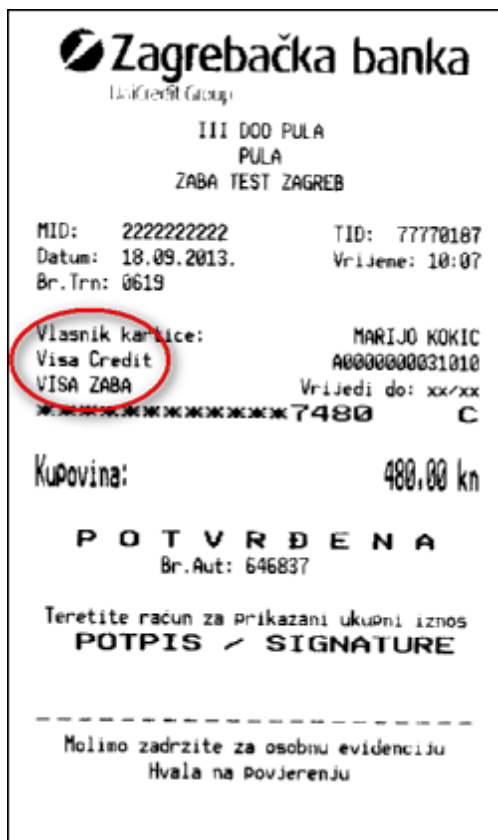 Zagrebačka banka
UniCredit Group
III DOO PULA
PULA
ZABA TEST ZAGREB
MID: 2222222222 TID: 77770187
Datum: 18.09.2013. Vrijeme: 10:07
Br.Trn: 0619
Vlasnik kartice: MARIJO KOKIC
Visa Credit A0000000031010
VISA ZABA Vrijedi do: xx/xx
************7480 C
Kupovina: 480,00 kn
POTVRĐENA
Br.Aut: 646837
Teretite račun za prikazani ukupni iznos
POTPIS / SIGNATURE
Molimo zadrzite za osobnu evidenciju
Hvala na povjerenju